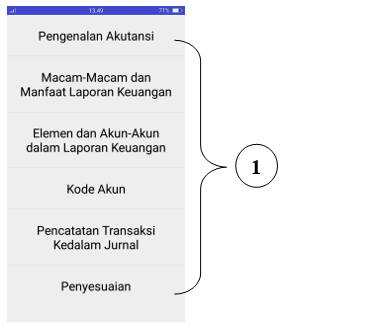 13.49 71%
Pengenalan Akutansi
Macam-Macam dan
Manfaat Laporan Keuangan
Elemen dan Akun-Akun
dalam Laporan Keuangan
1
Kode Akun
Pencatatan Transaksi
Kedalam Jurnal
Penyesuaian